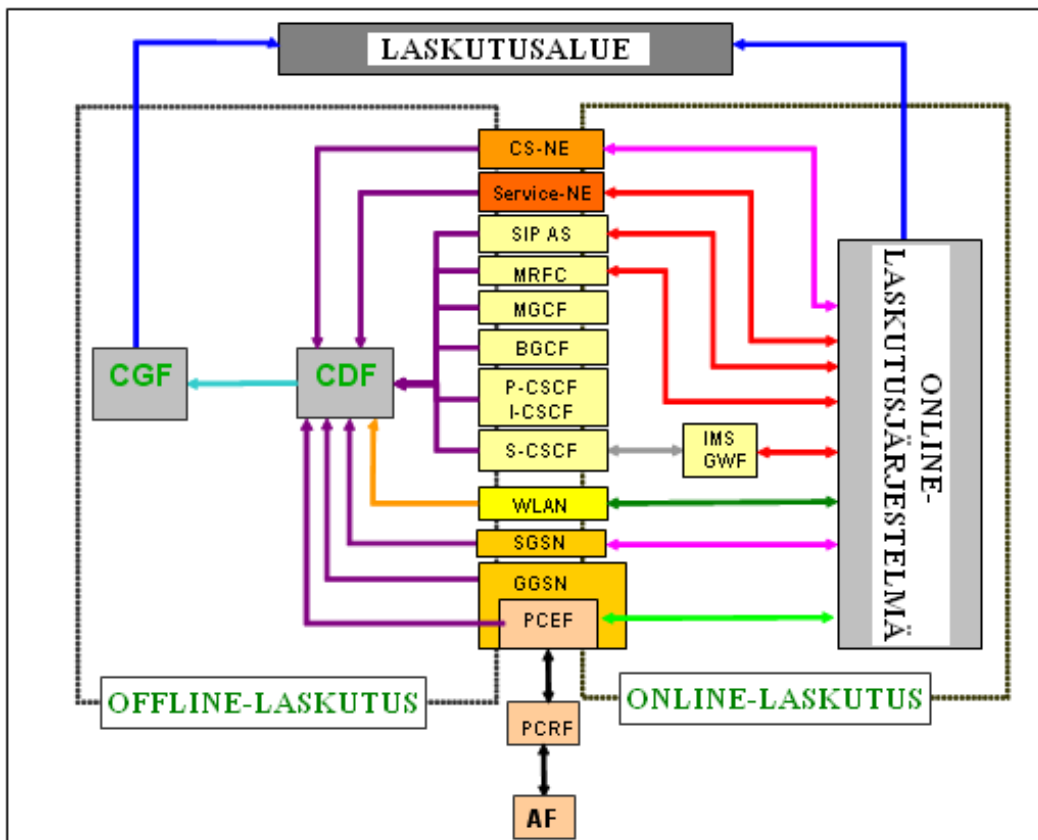 LASKUTUSALUE
CS-NE
Service-NE
SIP AS
MRFC
MGCF
BGCF
P-CSCF
I-CSCF
S-CSCF
WLAN
SGSN
GGSN
PCEF
CGF
CDF
IMS
GWF
ONLINE-
LASKUTUSJÄRJESTELMÄ
OFFLINE-LASKUTUS
ONLINE-LASKUTUS
PCRF
AF